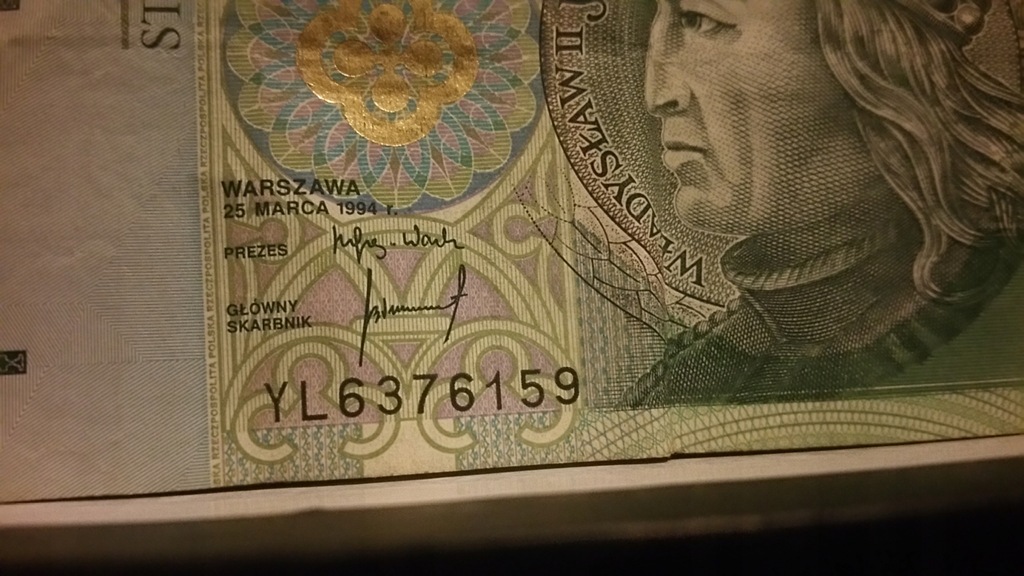 ST
WARSZAWA
25 MARCA 1994 r.
PREZES
GŁÓWNY
SKARBNIK
YL6376159
WŁADYSŁAW II J
RZECZPOSPOLITA POLSKA RZECZPOSPOLITA POLSKA RZECZPOSPOLITA POLSKA